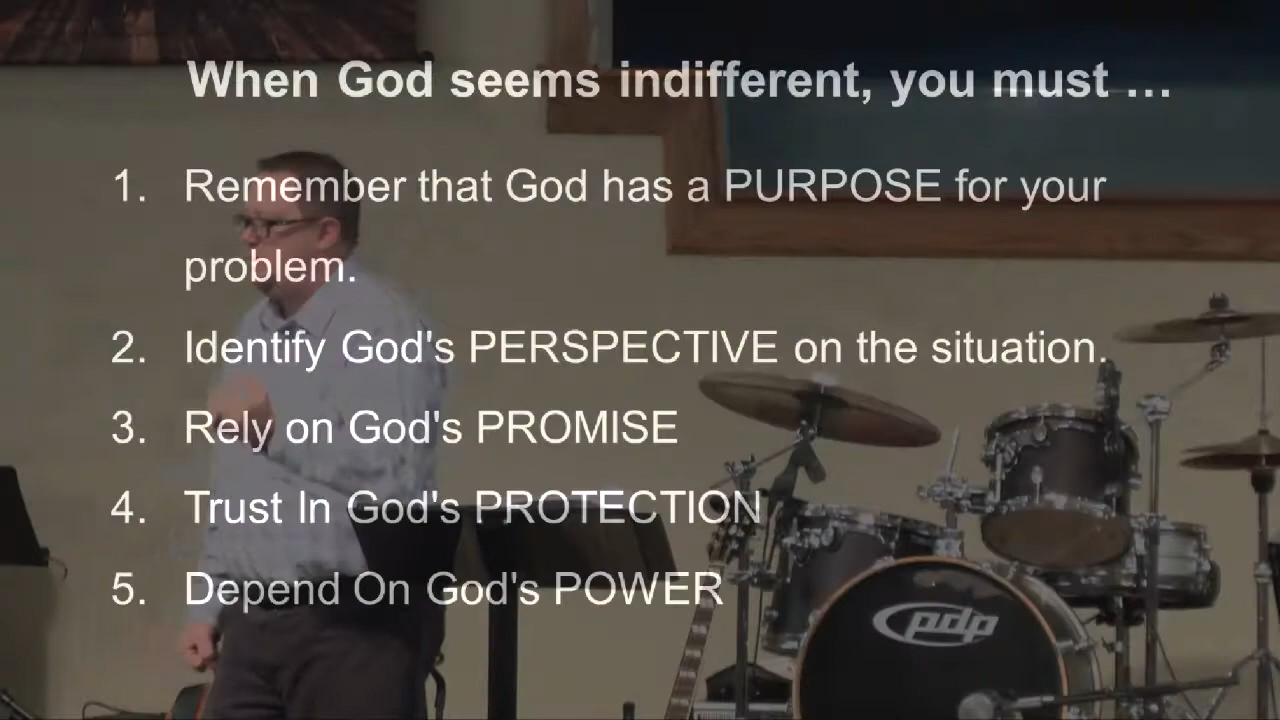 When God seems indifferent, you must …
1. Remember that God has a PURPOSE for your
problem.
2. Identify God's PERSPECTIVE on the situation.
3. Rely on God's PROMISE
4. Trust In God's PROTECTION
5. Depend On God's POWER
pdp